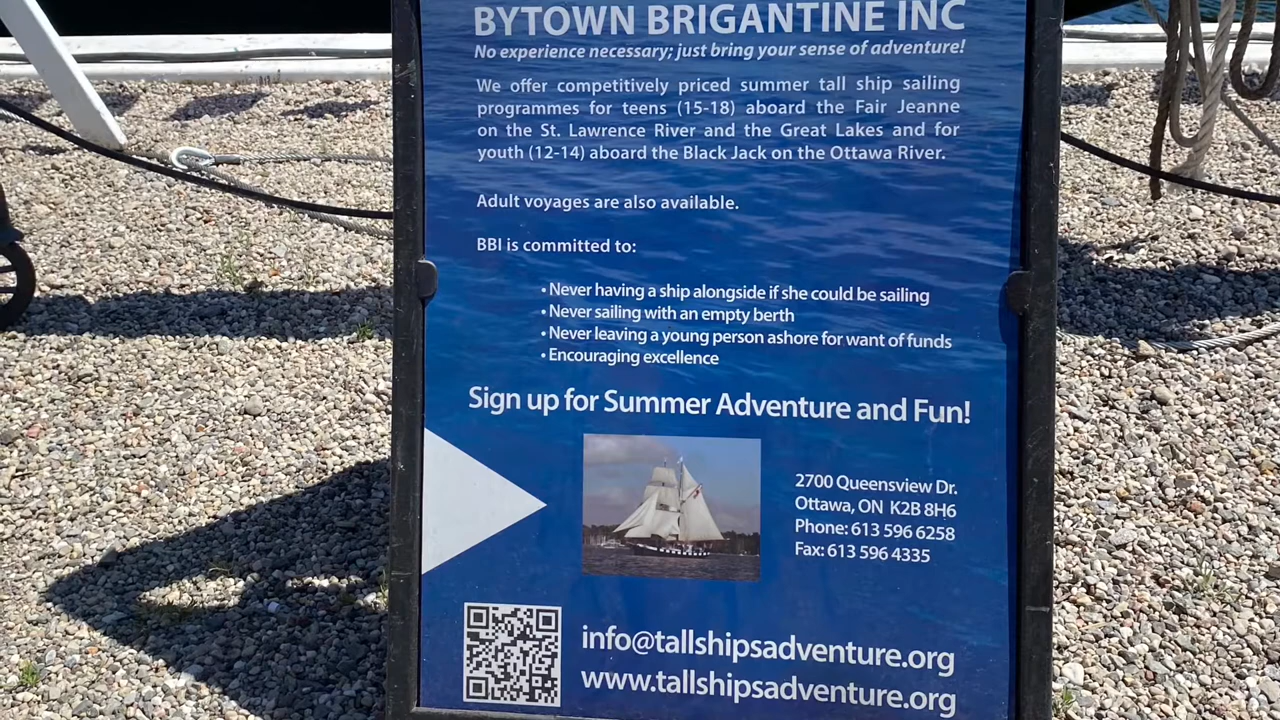 BYTOWN BRIGANTINE INC
No experience necessary; just bring your sense of adventure!
We offer competitively priced summer tall ship sailing
programmes for teens (15-18) aboard the Fair Jeanne
on the St. Lawrence River and the Great Lakes and for
youth (12-14) aboard the Black Jack on the Ottawa River.
Adult voyages are also available.
BBI is committed to:
• Never having a ship alongside if she could be sailing
• Never sailing with an empty berth
• Never leaving a young person ashore for want of funds
• Encouraging excellence
Sign up for Summer Adventure and Fun!
2700 Queensview Dr.
Ottawa, ON K2B 8H6
Phone: 613 596 6258
Fax: 613 596 4335
info@tallshipsadventure.org
www.tallshipsadventure.org